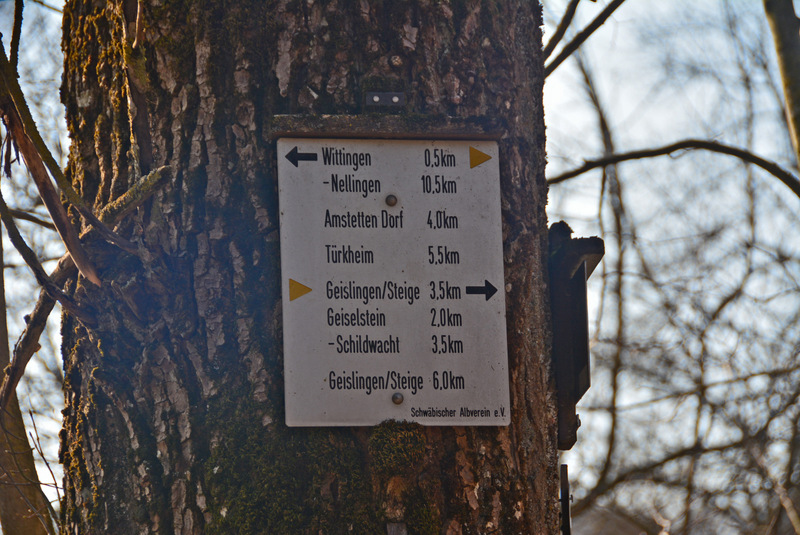 Wittingen 0,5km
-Nellingen 10,5km
Amstetten Dorf 4,0km
Türkheim 5,5km
Geislingen/Steige 3,5km
Geiselstein 2,0km
-Schildwacht 3,5km
-Geislingen/Steige 6,0km
Schwäbischer Albverein e.V.